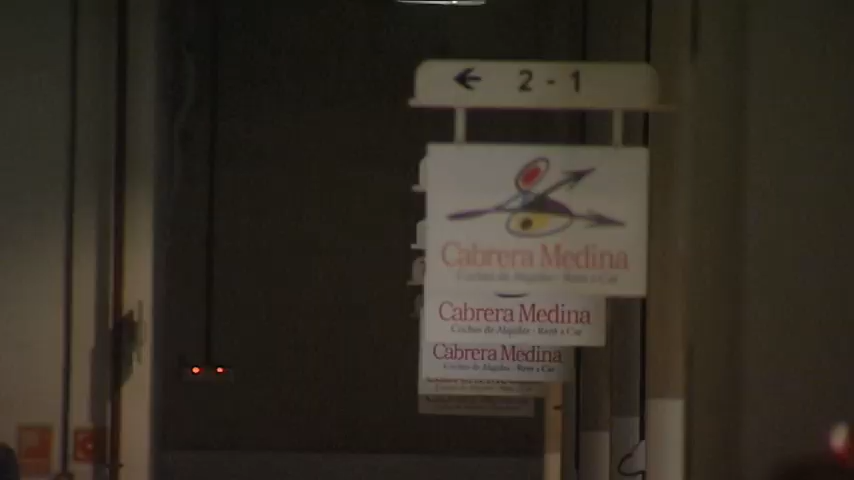 ← 2 - 1
Cabrera Medina
Coches de Alquiler - Rent a Car
Cabrera Medina
Coches de Alquiler - Rent a Car
Cabrera Medina
Coches de Alquiler - Rent a Car